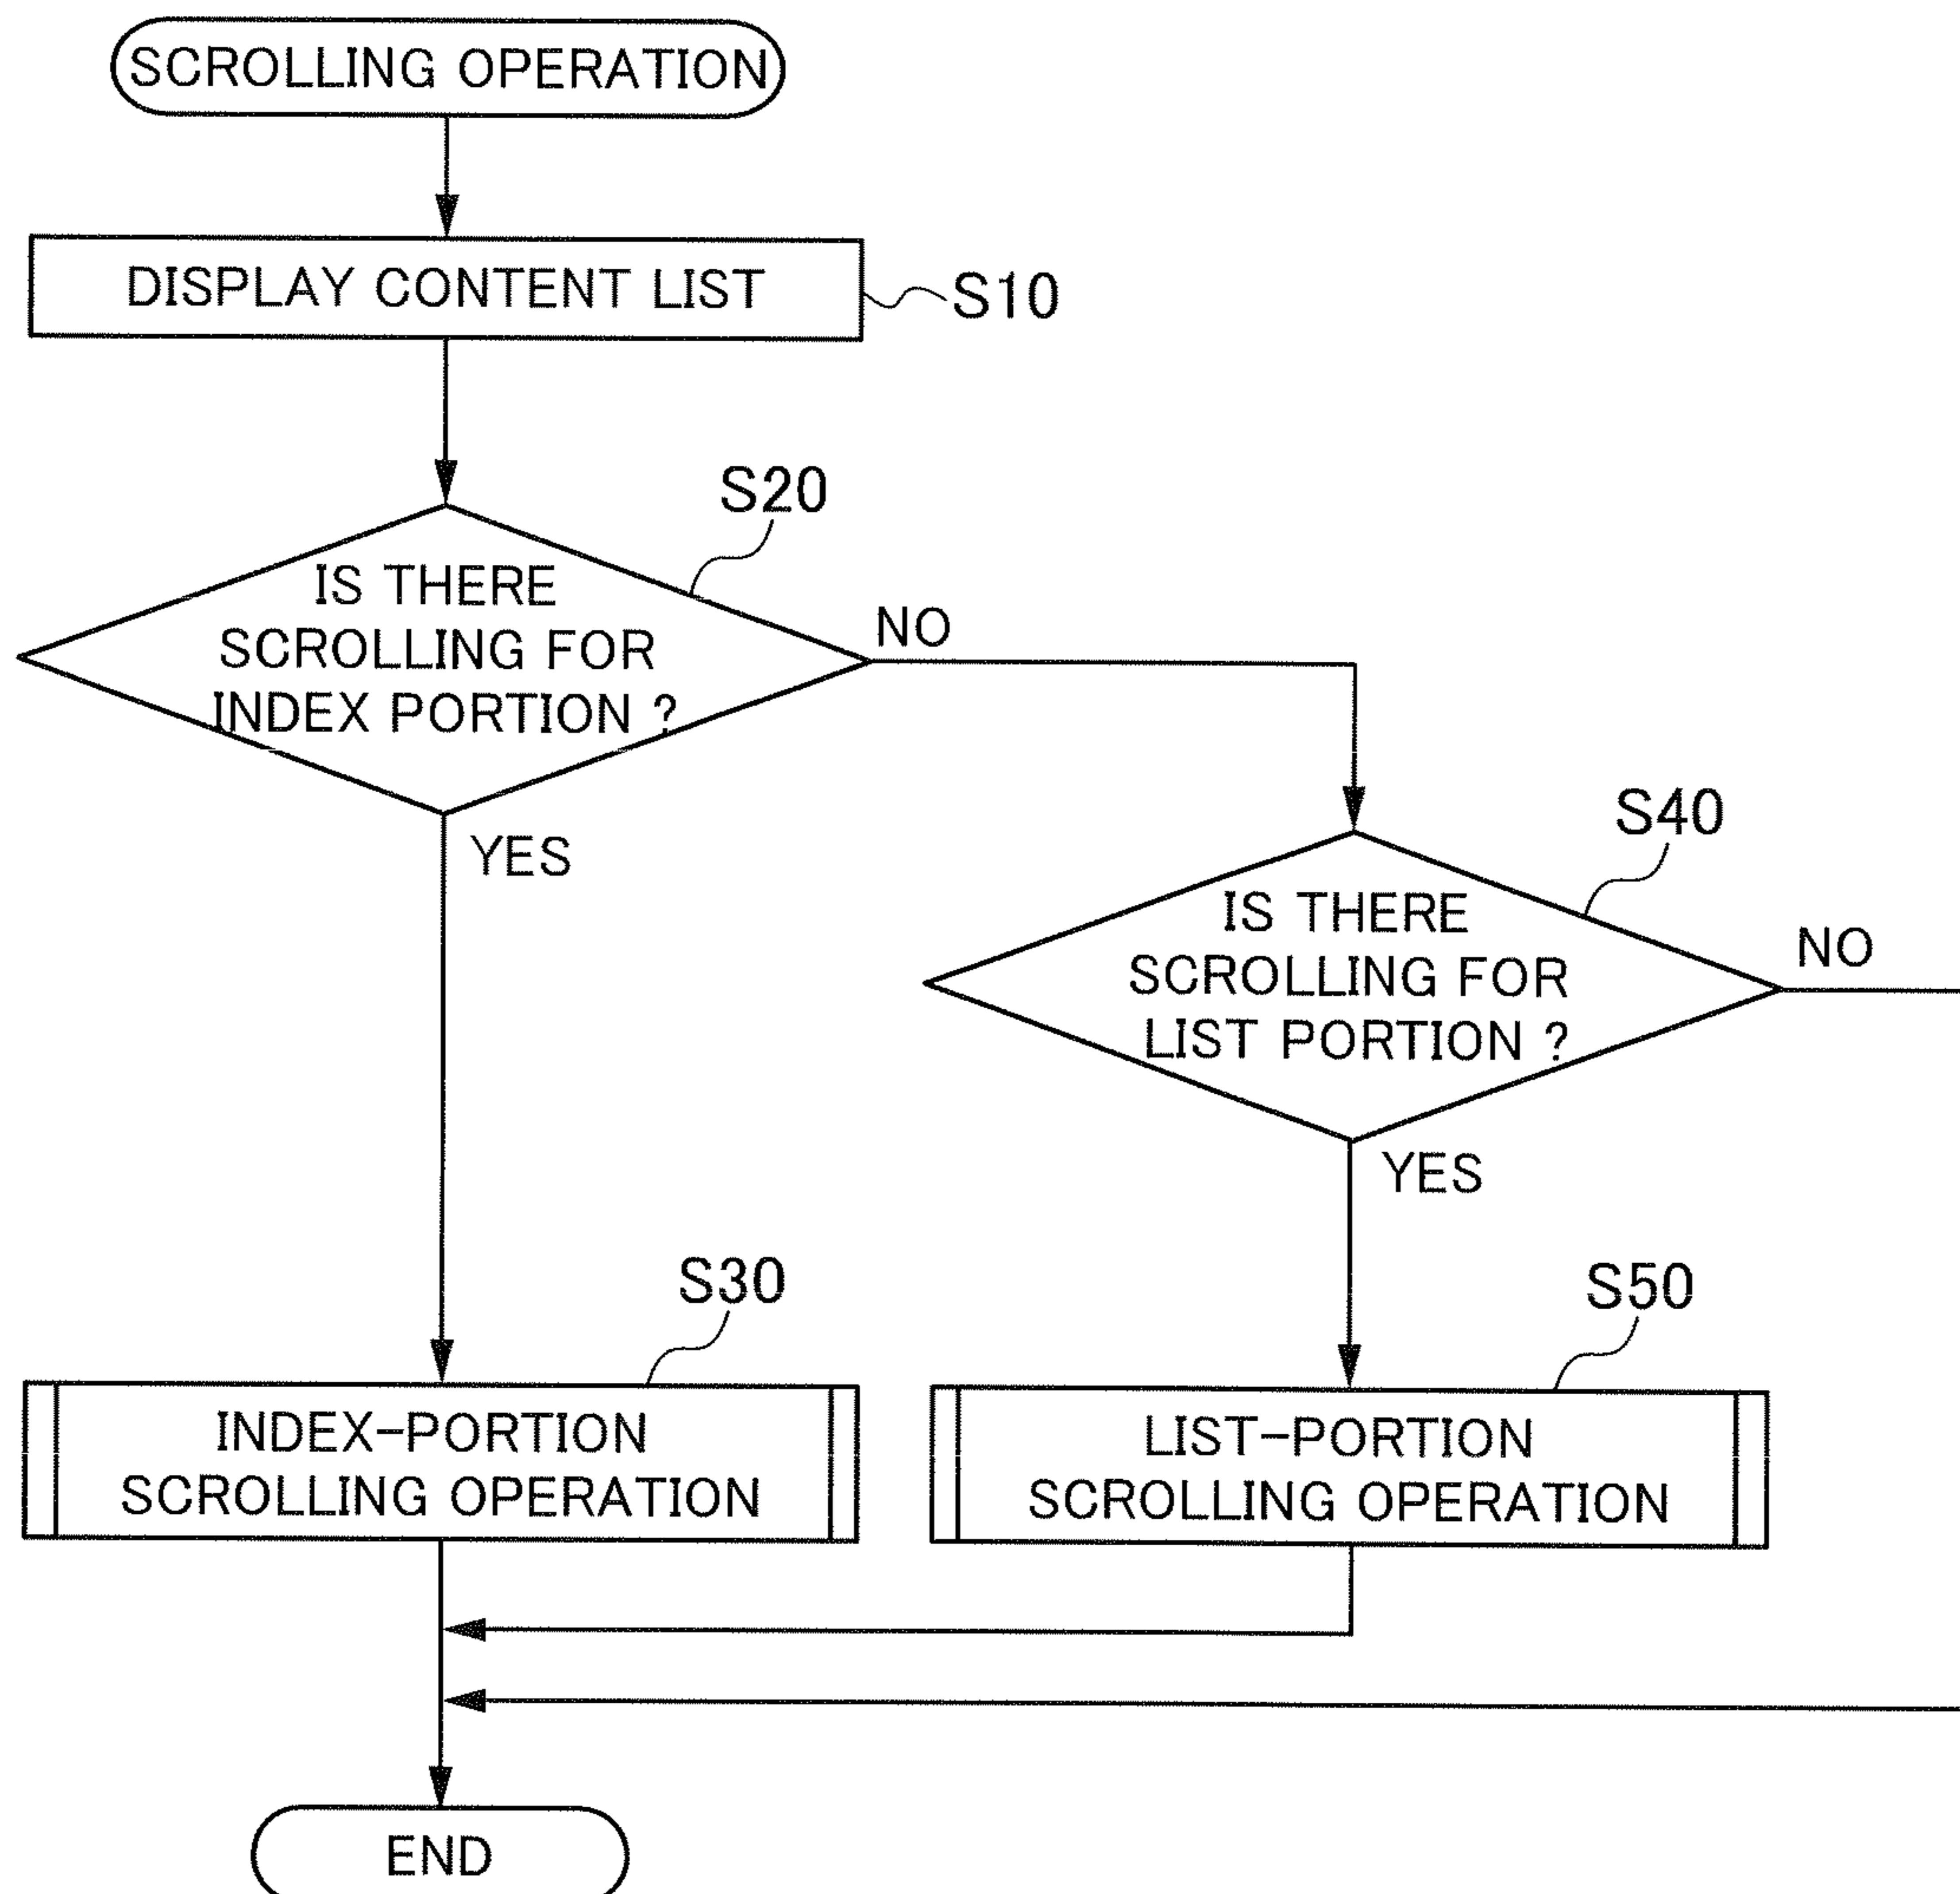 SCROLLING OPERATION
DISPLAY CONTENT LIST
S10
S20
IS THERE
SCROLLING FOR
INDEX PORTION ?
NO
YES
S40
IS THERE
SCROLLING FOR
LIST PORTION ?
NO
YES
S30
INDEX-PORTION
SCROLLING OPERATION
S50
LIST-PORTION
SCROLLING OPERATION
END